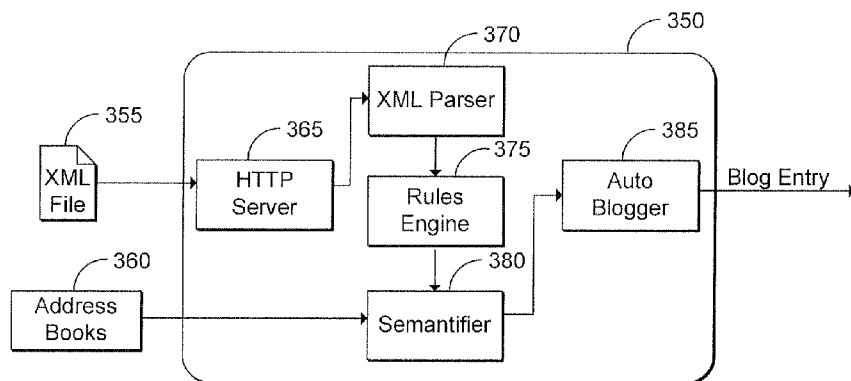 350
370
XML Parser
355
365
375
385
XML
File
HTTP
Server
Rules
Engine
Auto
Blogger
Blog Entry
360
380
Address
Books
Semantifier